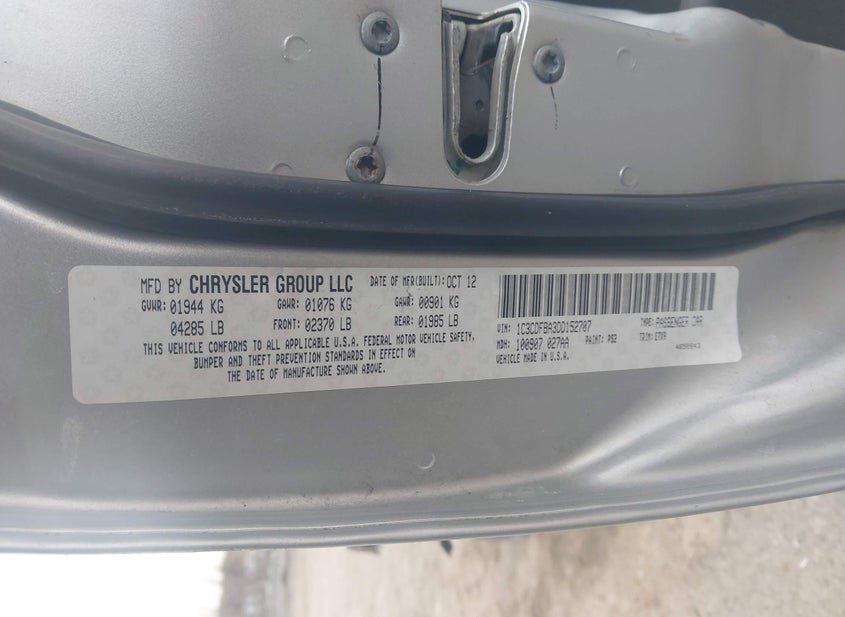 MFD BY CHRYSLER GROUP LLC DATE OF MFR(BUILT): OCT 12
GVWR: 01944 KG GAWR: 01076 KG GAWR: 00901 KG
04285 LB FRONT: 02370 LB REAR: 01985 LB
THIS VEHICLE CONFORMS TO ALL APPLICABLE U.S.A. FEDERAL MOTOR VEHICLE SAFETY,
BUMPER AND THEFT PREVENTION STANDARDS IN EFFECT ON
THE DATE OF MANUFACTURE SHOWN ABOVE.
VIN: 1C3CDFBA3DD152707 TYPE: PASSENGER CAR
MDH: 100907 027AA PAINT: PS2 TRIM:
VEHICLE MADE IN U.S.A.